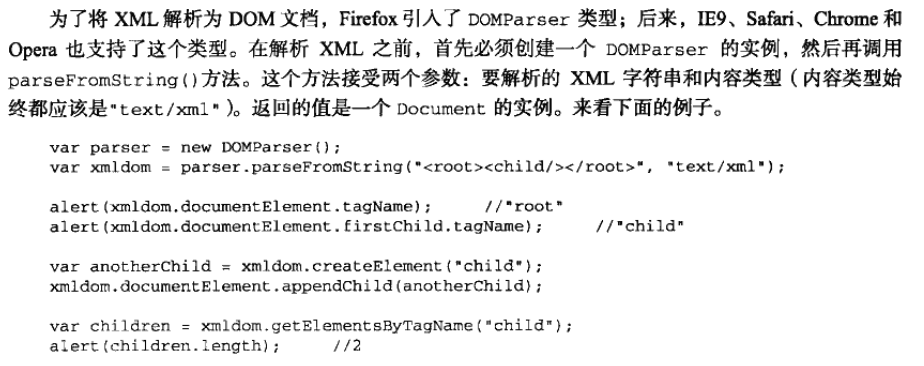 为了将 XML 解析为 DOM 文档，Firefox 引入了 DOMParser 类型；后来，IE9、Safari、Chrome 和
Opera 也支持了这个类型。在解析 XML 之前，首先必须创建一个 DOMParser 的实例，然后再调用
parseFromString()方法。这个方法接受两个参数：要解析的 XML 字符串和内容类型（内容类型始
终都应该是"text/xml"）。返回的值是一个 Document 的实例。来看下面的例子。
var parser = new DOMParser();
var xmldom = parser.parseFromString("<root><child/></root>", "text/xml");
alert(xmldom.documentElement.tagName); //"root"
alert(xmldom.documentElement.firstChild.tagName); //"child"
var anotherChild = xmldom.createElement("child");
xmldom.documentElement.appendChild(anotherChild);
var children = xmldom.getElementsByTagName("child");
alert(children.length); //2